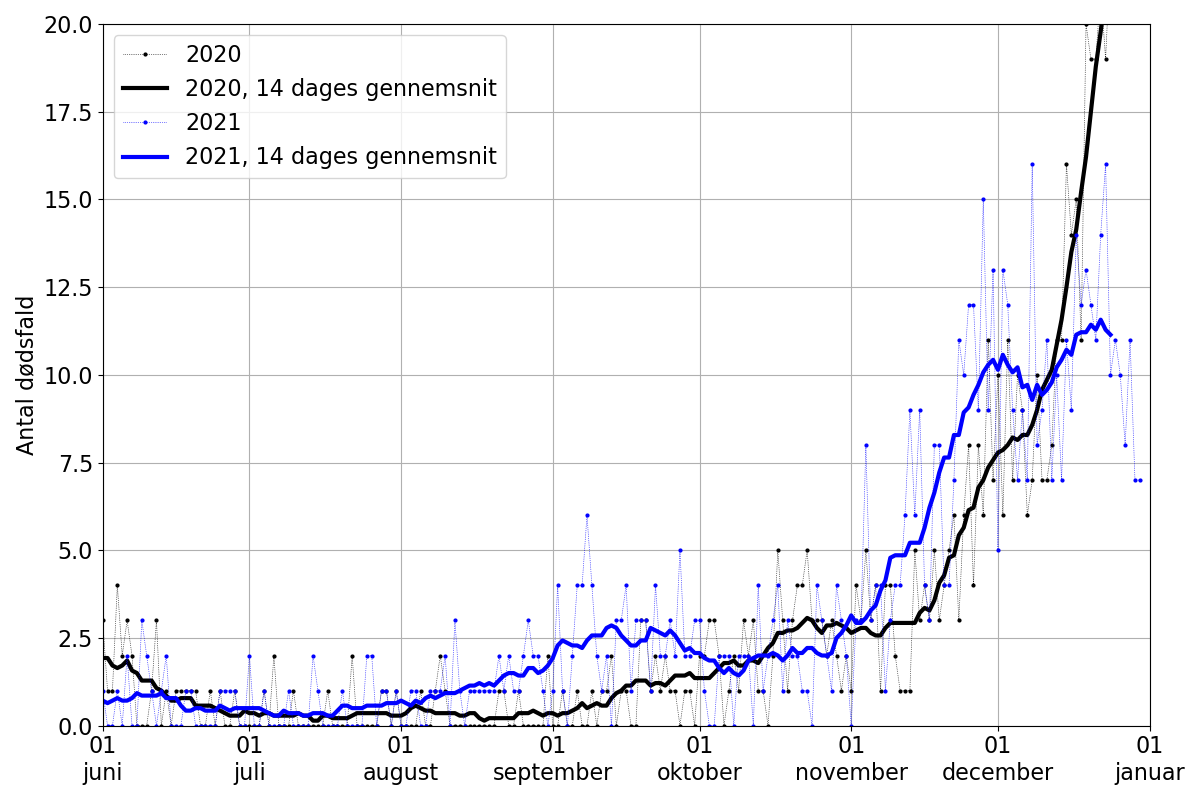 20.0
17.5
15.0
12.5
10.0
7.5
5.0
2.5
0.0
Antal dødsfald
2020
2020, 14 dages gennemsnit
2021
2021, 14 dages gennemsnit
01 01 01 01 01 01 01 01
juni juli august september oktober november december januar